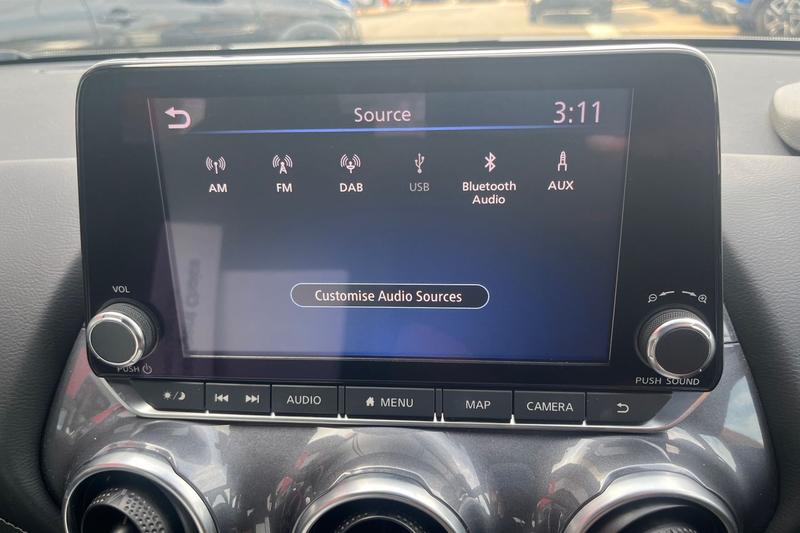 Source
3:11
AM
FM
DAB
USB
Bluetooth
Audio
AUX
Customise Audio Sources
VOL
PUSH
PUSH SOUND
AUDIO
MENU
MAP
CAMERA